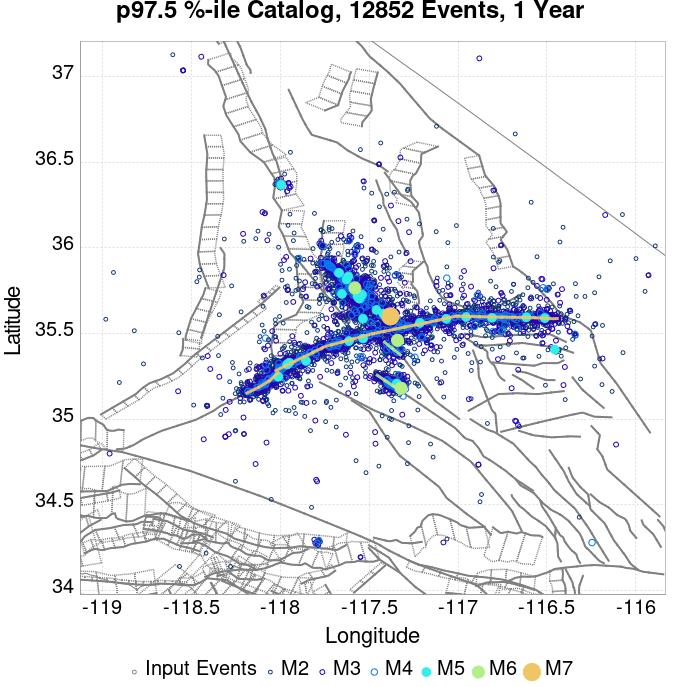 p97.5 %-ile Catalog, 12852 Events, 1 Year
37
36.5
36
35.5
35
34.5
34
Latitude
-119 -118.5 -118 -117.5 -117 -116.5 -116
Longitude
Input Events M2 M3 M4 M5 M6 M7